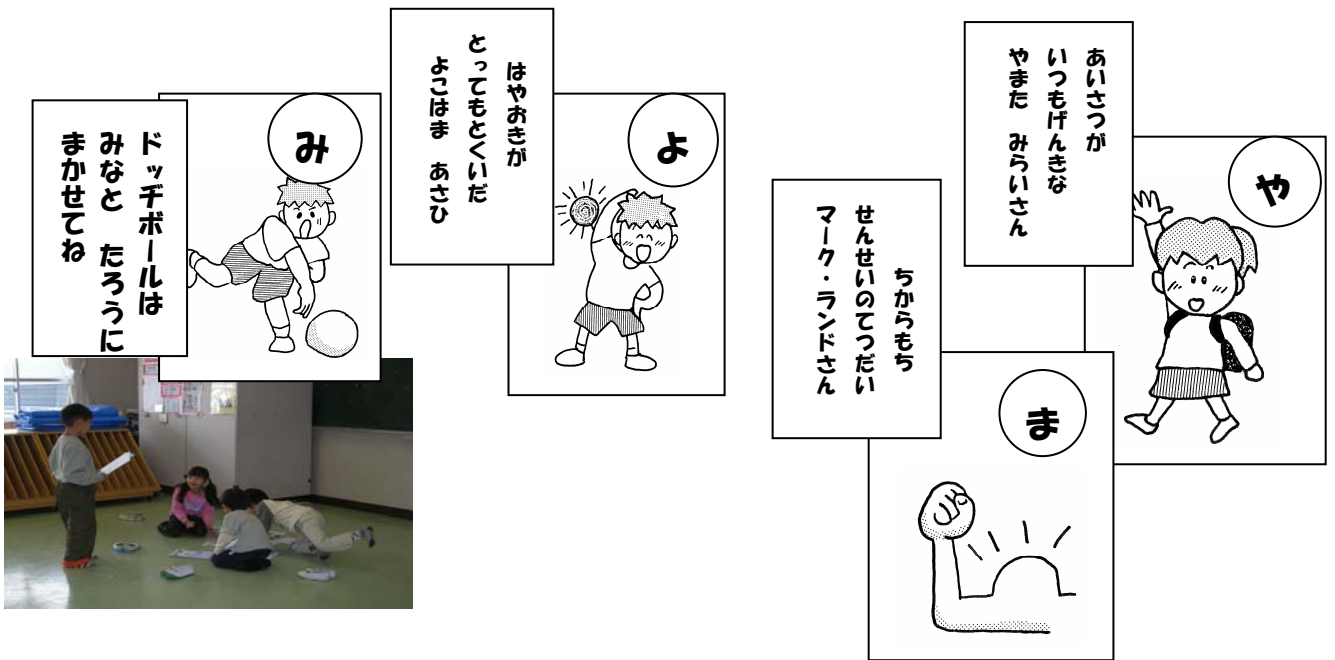 あいさつが
いつもげんきな
やまた　みらいさん
や
ちからもち
せんせいのてつだい
マーク・ランドさん
ま
はやおきが
とってもとくいだ
よこはま　あさひ
よ
ドッヂボールは
みなと　たろうに
まかせてね
み